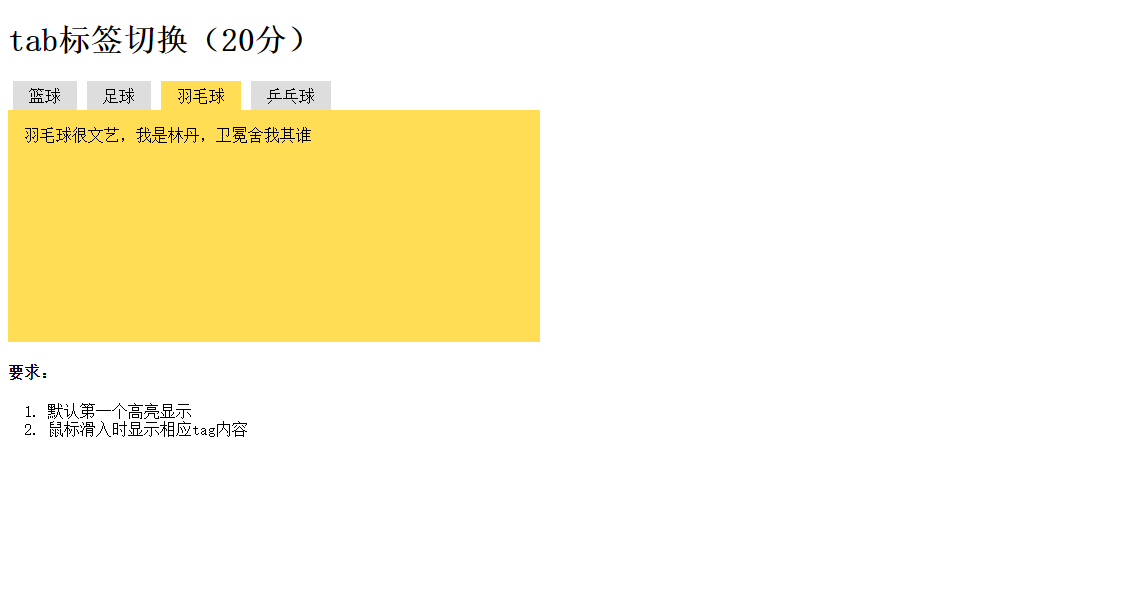 tab标签切换（20分）
篮球 足球 羽毛球 乒乓球
羽毛球很文艺，我是林丹，卫冕舍我其谁
要求：
1. 默认第一个高亮显示
2. 鼠标滑入时显示相应tag内容